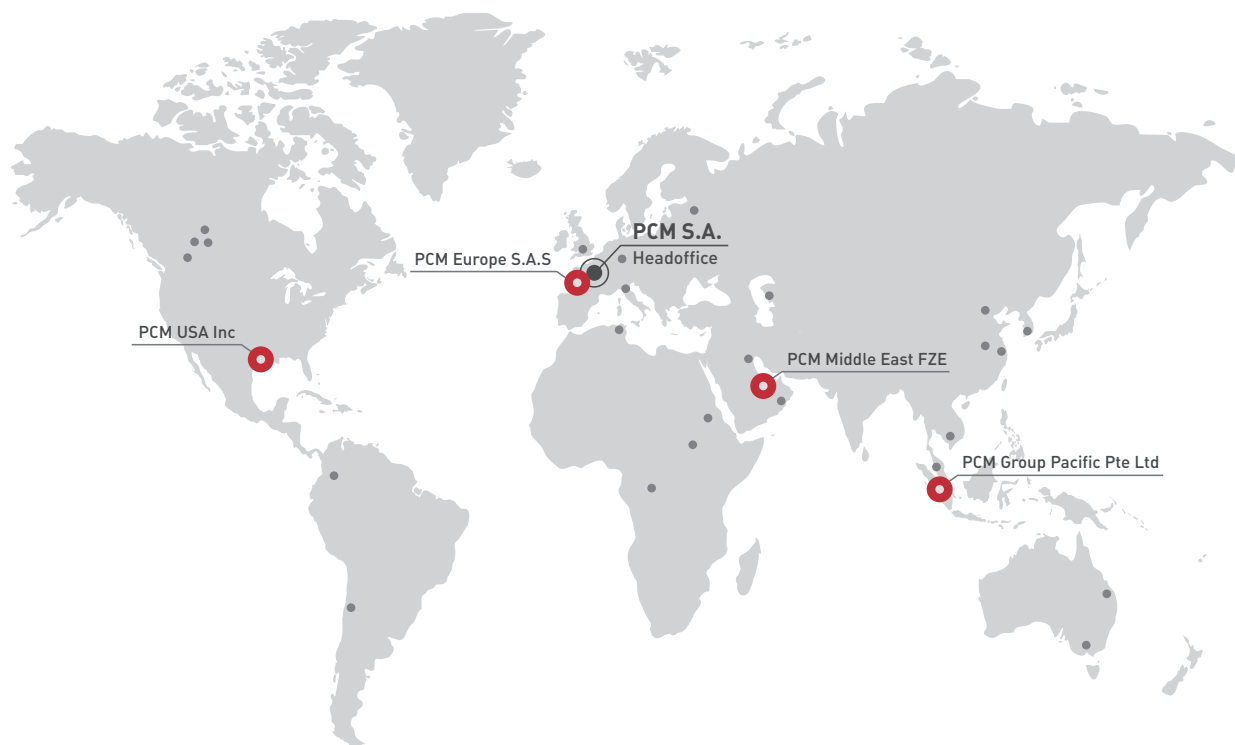 PCM S.A.
Headoffice
PCM Europe S.A.S
PCM USA Inc
PCM Middle East FZE
PCM Group Pacific Pte Ltd